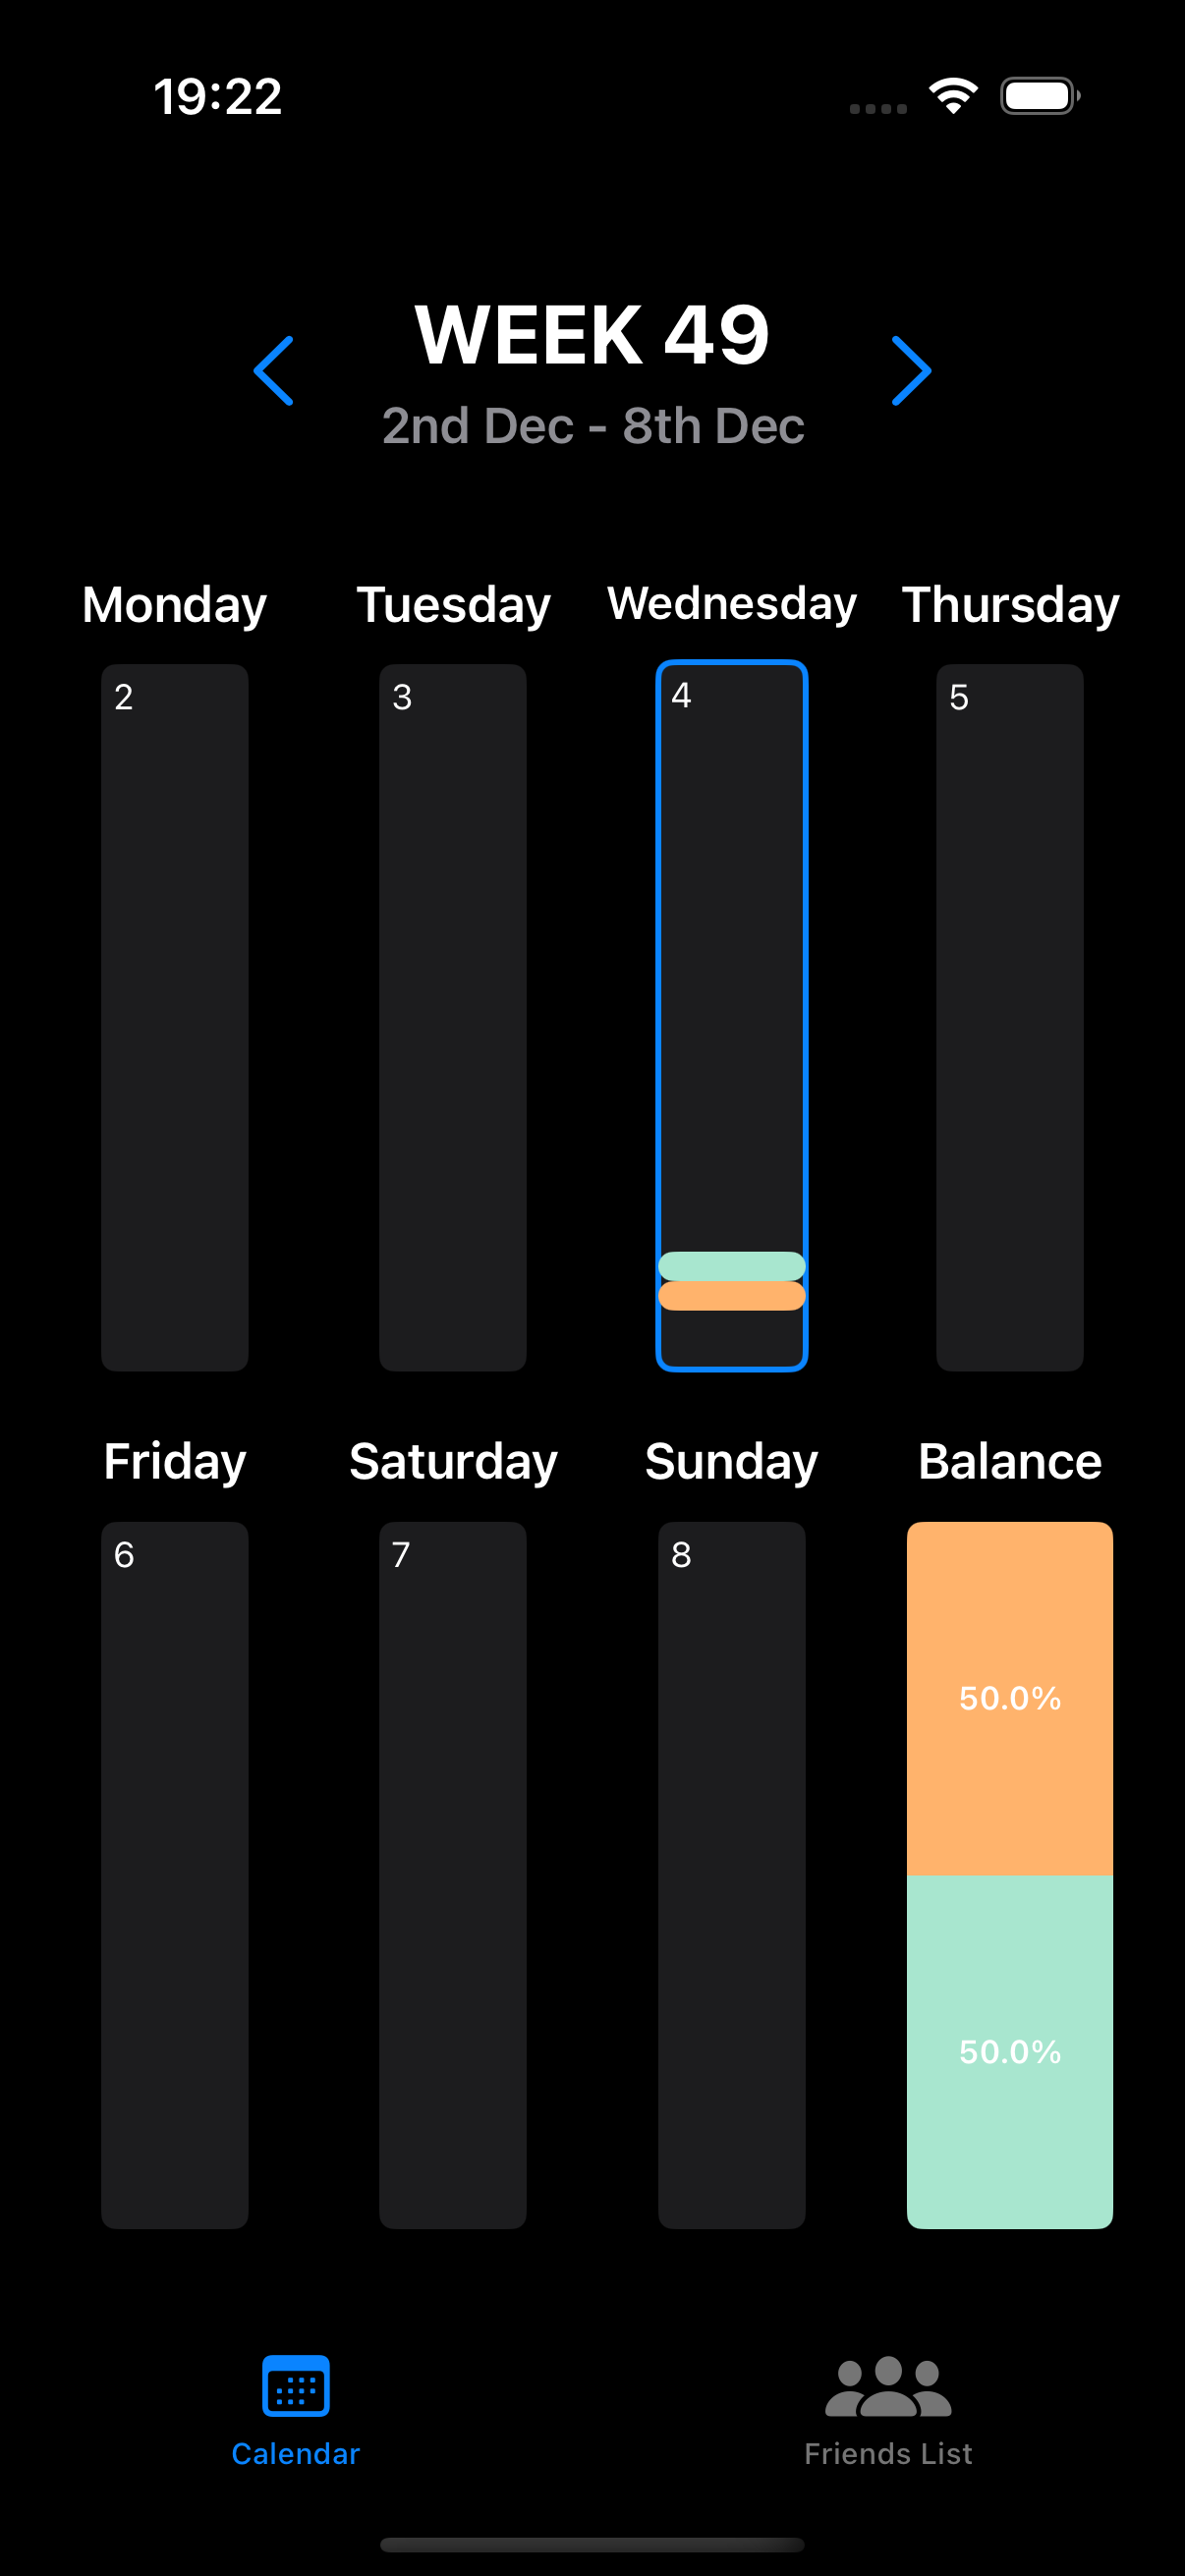 19:22
WEEK 49
2nd Dec - 8th Dec
Monday
Tuesday
Wednesday
Thursday
2
3
4
5
Friday
Saturday
Sunday
Balance
6
7
8
50.0%
50.0%
Calendar
Friends List